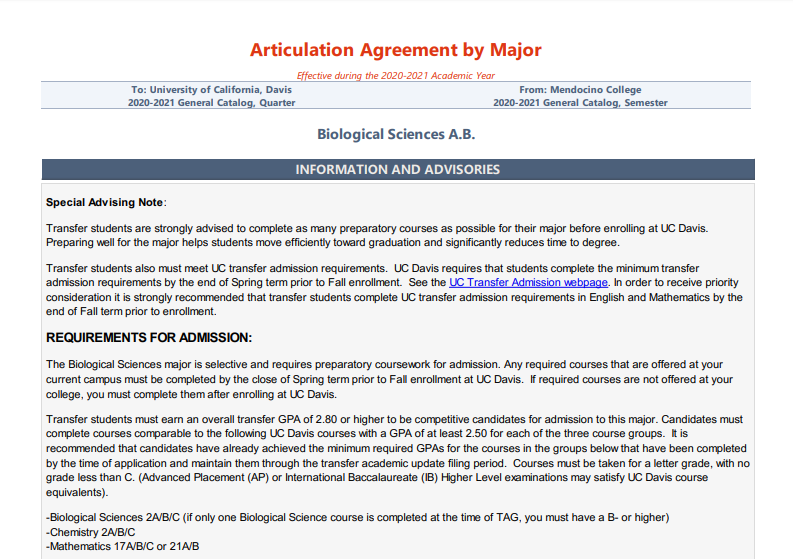 Articulation Agreement by Major
Effective during the 2020-2021 Academic Year
To: University of California, Davis
2020-2021 General Catalog, Quarter
From: Mendocino College
2020-2021 General Catalog, Semester
Biological Sciences A.B.
INFORMATION AND ADVISORIES
Special Advising Note:
Transfer students are strongly advised to complete as many preparatory courses as possible for their major before enrolling at UC Davis.
Preparing well for the major helps students move efficiently toward graduation and significantly reduces time to degree.
Transfer students also must meet UC transfer admission requirements. UC Davis requires that students complete the minimum transfer
admission requirements by the end of Spring term prior to Fall enrollment. See the UC Transfer Admission webpage. In order to receive priority
consideration it is strongly recommended that transfer students complete UC transfer admission requirements in English and Mathematics by the
end of Fall term prior to enrollment.
REQUIREMENTS FOR ADMISSION:
The Biological Sciences major is selective and requires preparatory coursework for admission. Any required courses that are offered at your
current campus must be completed by the close of Spring term prior to Fall enrollment at UC Davis. If required courses are not offered at your
college, you must complete them after enrolling at UC Davis.
Transfer students must earn an overall transfer GPA of 2.80 or higher to be competitive candidates for admission to this major. Candidates must
complete courses comparable to the following UC Davis courses with a GPA of at least 2.50 for each of the three course groups. It is
recommended that candidates have already achieved the minimum required GPAs for the courses in the groups below that have been completed
by the time of application and maintain them through the transfer academic update filing period. Courses must be taken for a letter grade, with no
grade less than C. (Advanced Placement (AP) or International Baccalaureate (IB) Higher Level examinations may satisfy UC Davis course
equivalents).
-Biological Sciences 2A/B/C (if only one Biological Science course is completed at the time of TAG, you must have a B- or higher)
-Chemistry 2A/B/C
-Mathematics 17A/B/C or 21A/B